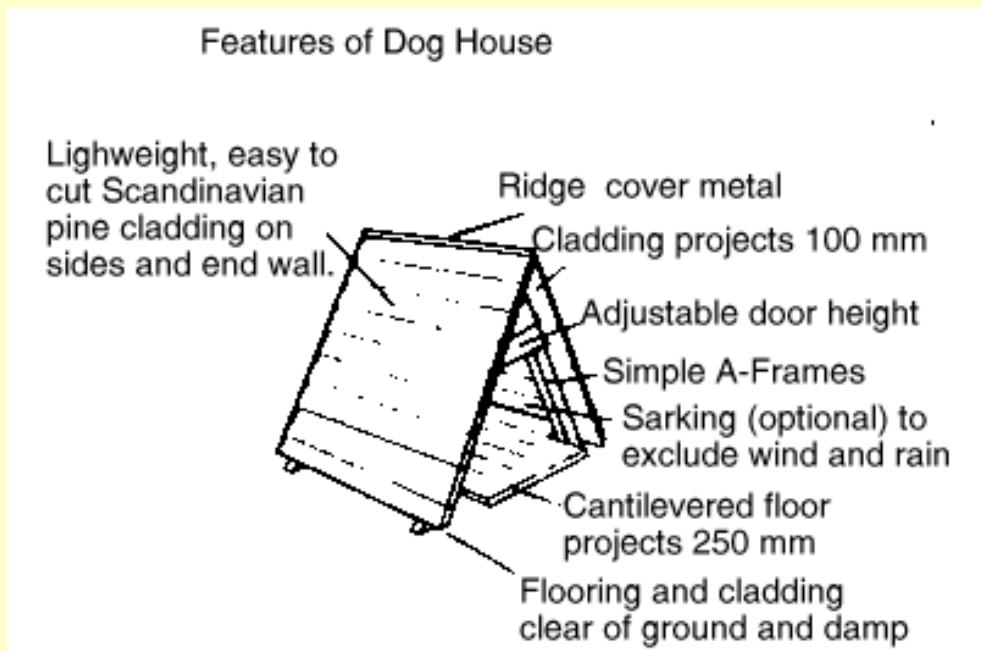 Features of Dog House
Lighweight, easy to
cut Scandinavian
pine cladding on
sides and end wall.
Ridge cover metal
Cladding projects 100 mm
Adjustable door height
Simple A-Frames
Sarking (optional) to
exclude wind and rain
Cantilevered floor
projects 250 mm
Flooring and cladding
clear of ground and damp